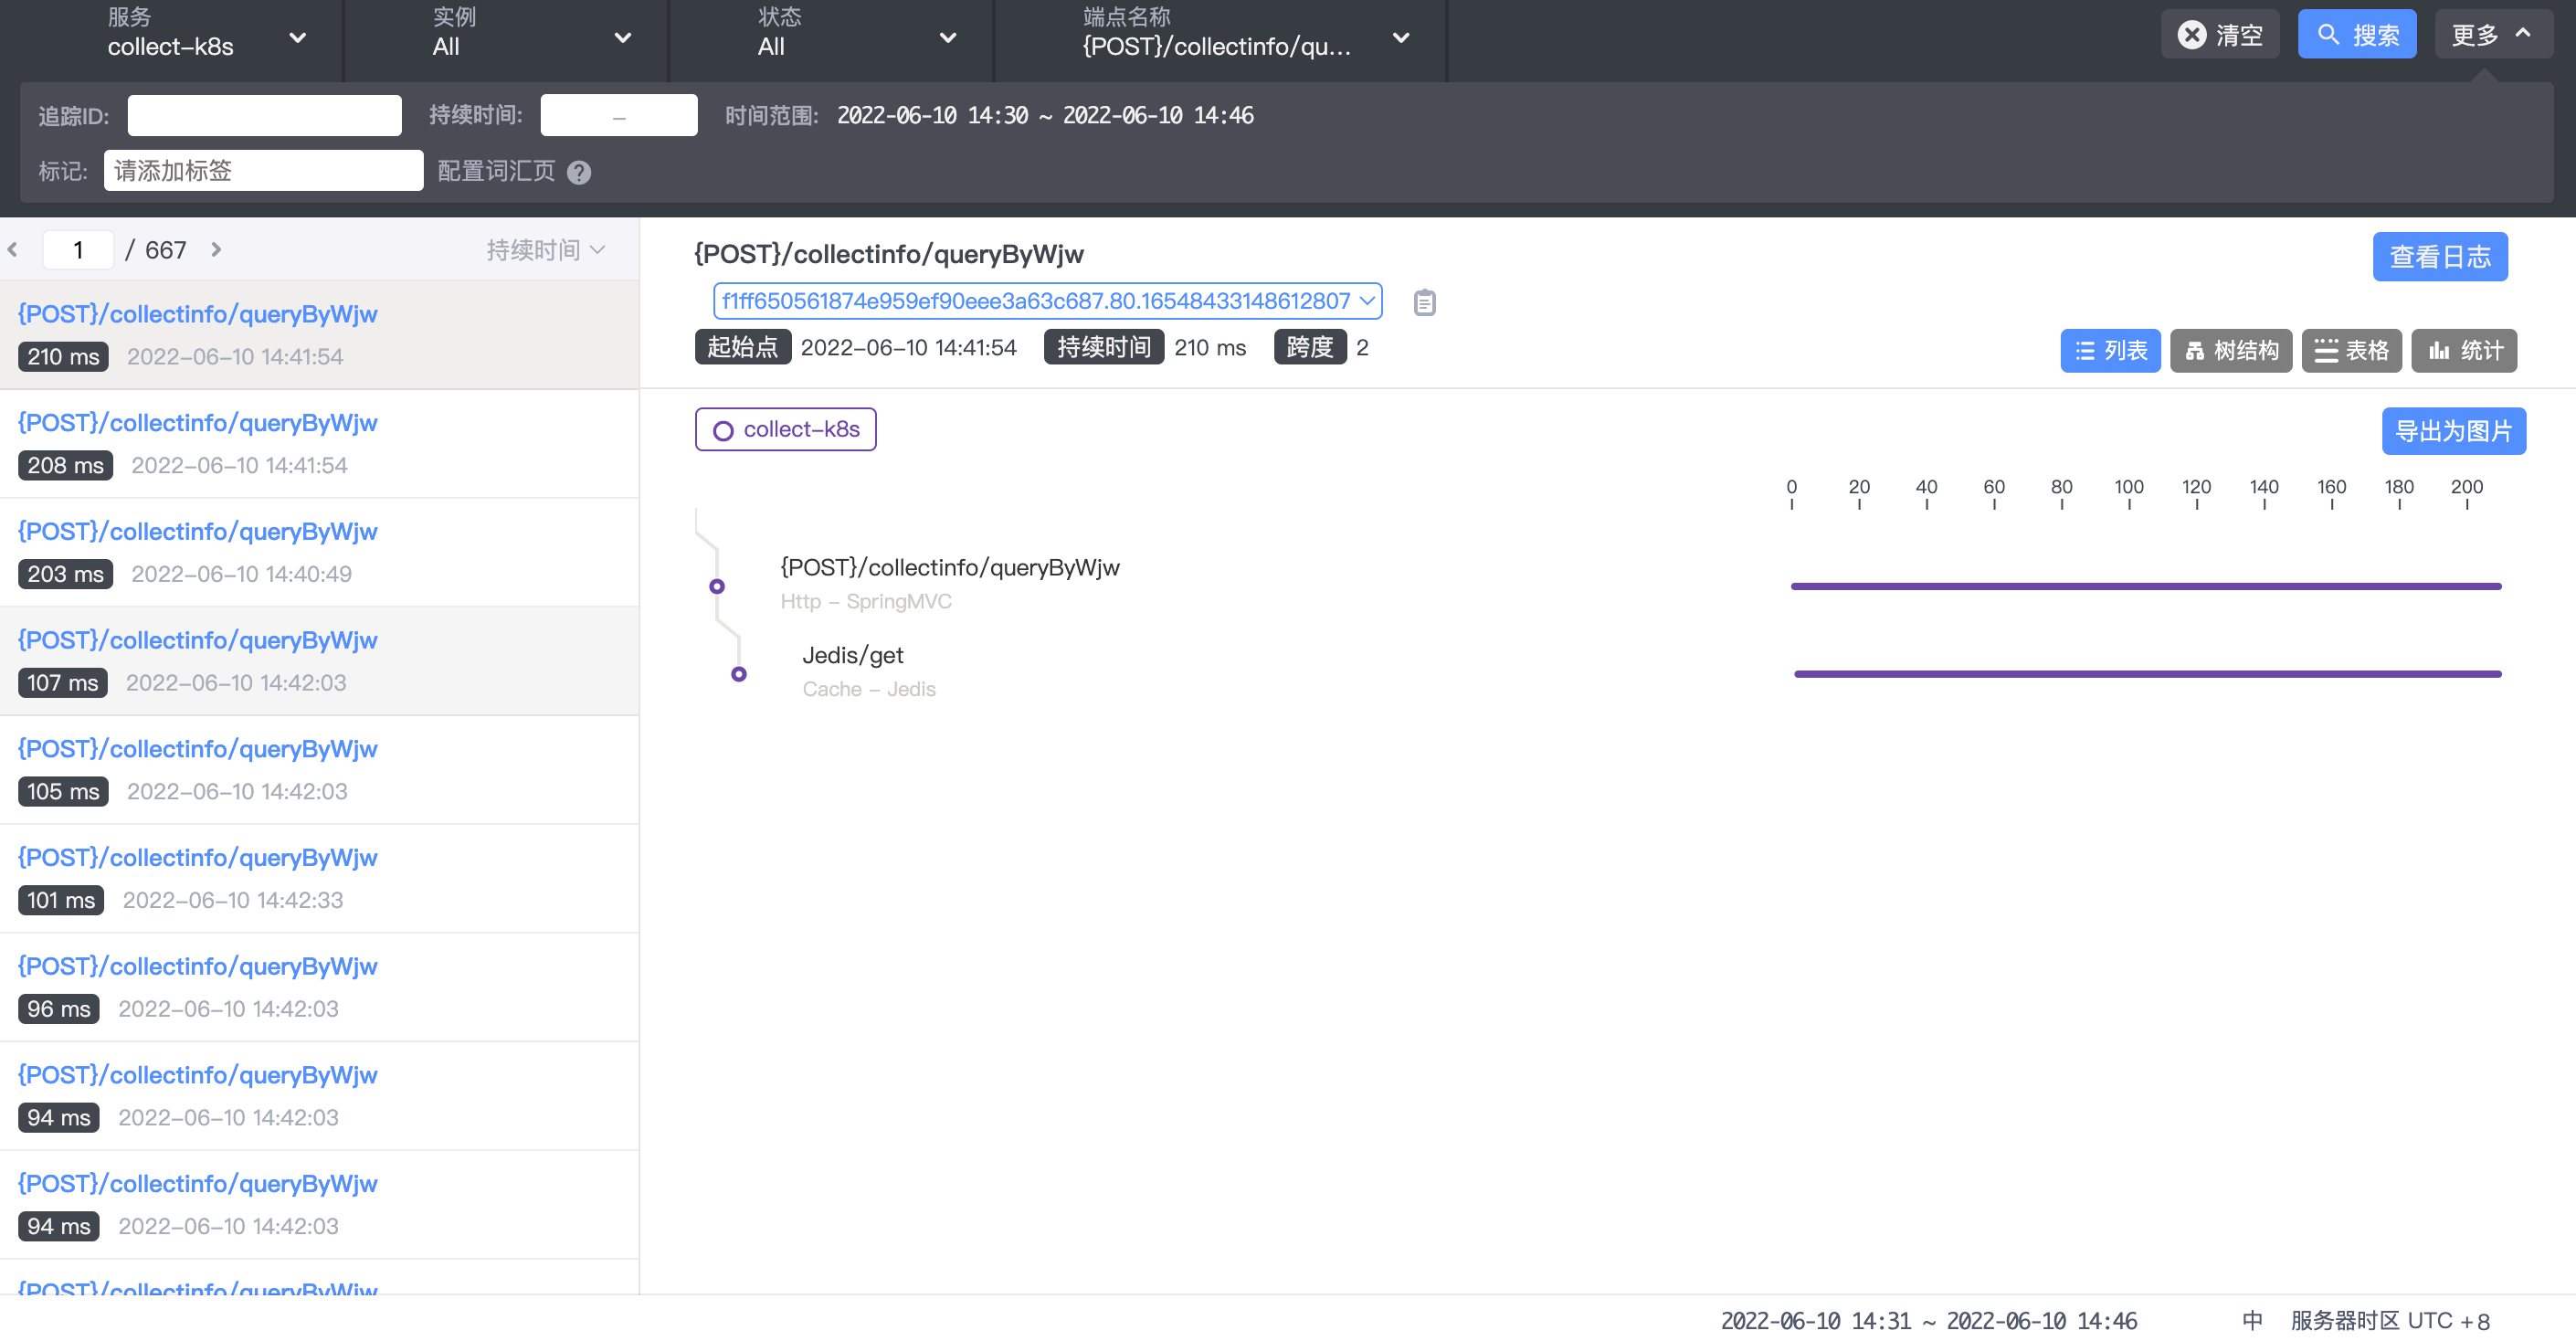 服务 实例 状态 端点名称
collect-k8s All All {POST}/collectinfo/qu... 清空 搜索 更多
追踪ID: 持续时间: – 时间范围: 2022-06-10 14:30 ~ 2022-06-10 14:46
标记: 请添加标签 配置词汇页 ?
1 / 667 持续时间
{POST}/collectinfo/queryByWjw
210 ms 2022-06-10 14:41:54
{POST}/collectinfo/queryByWjw
208 ms 2022-06-10 14:41:54
{POST}/collectinfo/queryByWjw
203 ms 2022-06-10 14:40:49
{POST}/collectinfo/queryByWjw
107 ms 2022-06-10 14:42:03
{POST}/collectinfo/queryByWjw
105 ms 2022-06-10 14:42:03
{POST}/collectinfo/queryByWjw
101 ms 2022-06-10 14:42:33
{POST}/collectinfo/queryByWjw
96 ms 2022-06-10 14:42:03
{POST}/collectinfo/queryByWjw
94 ms 2022-06-10 14:42:03
{POST}/collectinfo/queryByWjw
94 ms 2022-06-10 14:42:03
{POST}/collectinfo/queryByWjw
{POST}/collectinfo/queryByWjw 查看日志
f1ff650561874e959ef90eee3a63c687.80.16548433148612807
起始点 2022-06-10 14:41:54 持续时间 210 ms 跨度 2
列表 树结构 表格 统计
collect-k8s 导出为图片
0 20 40 60 80 100 120 140 160 180 200
{POST}/collectinfo/queryByWjw
Http - SpringMVC
Jedis/get
Cache - Jedis
2022-06-10 14:31 ~ 2022-06-10 14:46 中 服务器时区 UTC +8